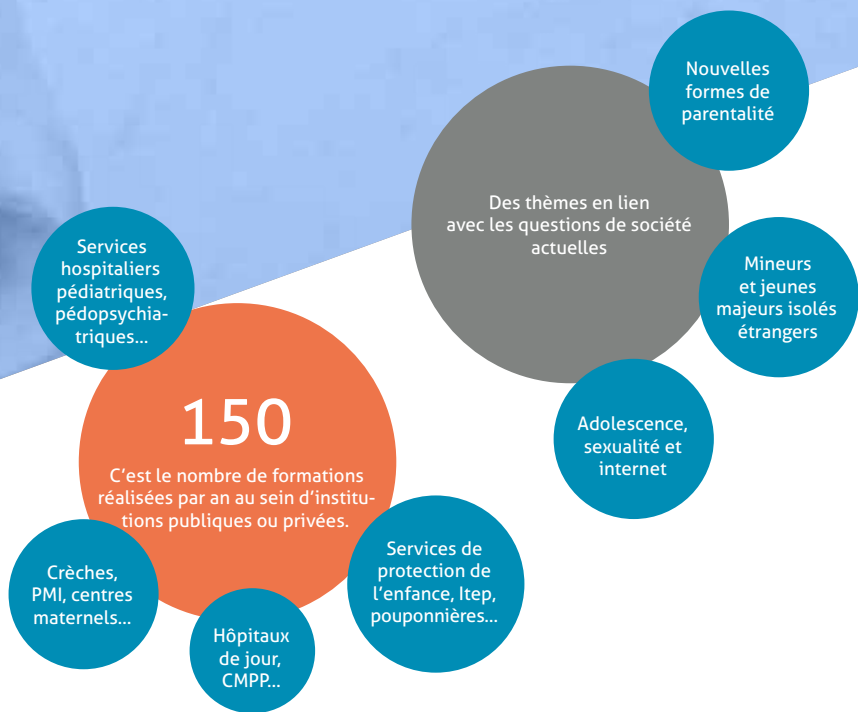 Nouvelles
formes de
parentalité
Des thèmes en lien
avec les questions de société
actuelles
Mineurs
et jeunes
majeurs isolés
étrangers
Adolescence,
sexualité et
internet
Services
hospitaliers
pédiatriques,
pédopsychia-
triques...
150
C'est le nombre de formations
réalisées par an au sein d'institu-
tions publiques ou privées.
Crèches,
PMI, centres
maternels...
Hôpitaux
de jour,
CMPP...
Services de
protection de
l'enfance, Itep,
pouponnières...